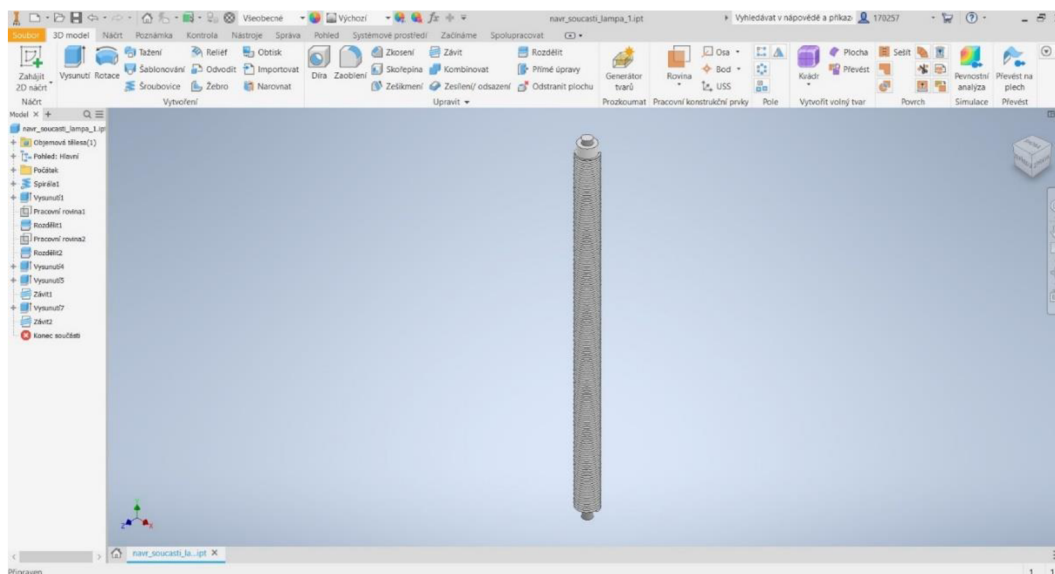 Všeobecné Výchozí fx navr_soucasti_lampa_1.ipt Vyhledávat v nápovědě a příkaz 170257
Soubor 3D model Náčrt Poznámka Kontrola Nástroje Správa Pohled Systémové prostředí Začínáme Spolupracovat
Tažení Reliéf Obtisk Zkosení Závit Rozdělit Osa Plocha Sešít
Zahájit 2D náčrt Vysunutí Rotace Šablonování Odvodit Importovat Díra Zaoblení Skořepina Kombinovat Přímé úpravy Generátor tvarů Rovina Bod Kvádr Převést Pevnostní analýza Převést na plech
Šroubovice Žebro Narovnat Zešikmení Zesílení/ odsazení Odstranit plochu USS
Náčrt Vytvoření Upravit Prozkoumat Pracovní konstrukční prvky Pole Vytvořit volný tvar Povrch Simulace Převést
Model × +
navr_soucasti_lampa_1.ip
Objemová tělesa(1)
Pohled: Hlavní
Počátek
Spirála1
Vysunutí1
Pracovní rovina1
Rozdělit1
Pracovní rovina2
Rozdělit2
Vysunutí4
Vysunutí5
Závit1
Vysunutí7
Závit2
Konec součásti
navr_soucasti_la...ipt X
Připraven 1 1